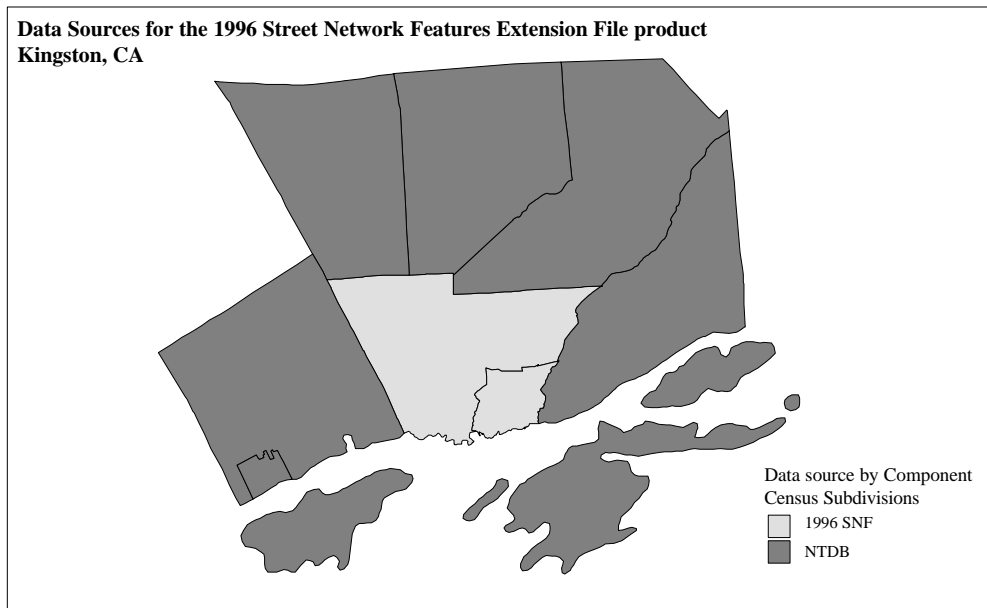 Data Sources for the 1996 Street Network Features Extension File product
Kingston, CA
Data source by Component
Census Subdivisions
1996 SNF
NTDB